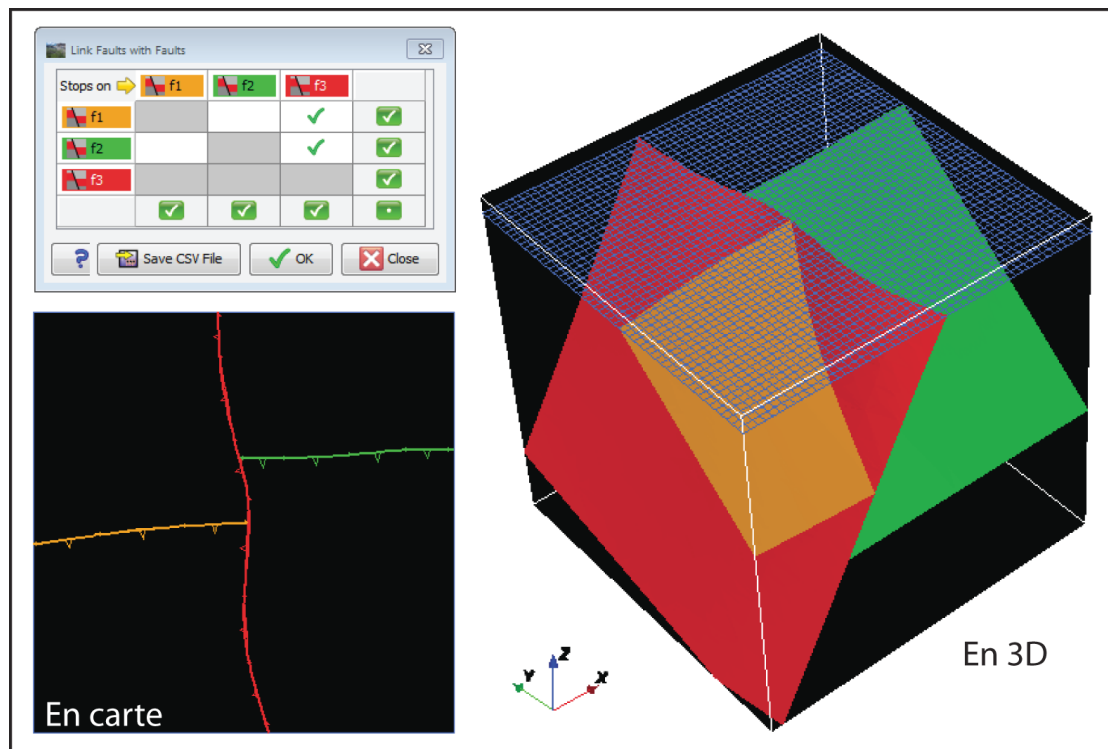 Link Faults with Faults
Stops on f1 f2 f3
f1
f2
f3
? Save CSV File OK Close
En carte
En 3D
Z
Y X